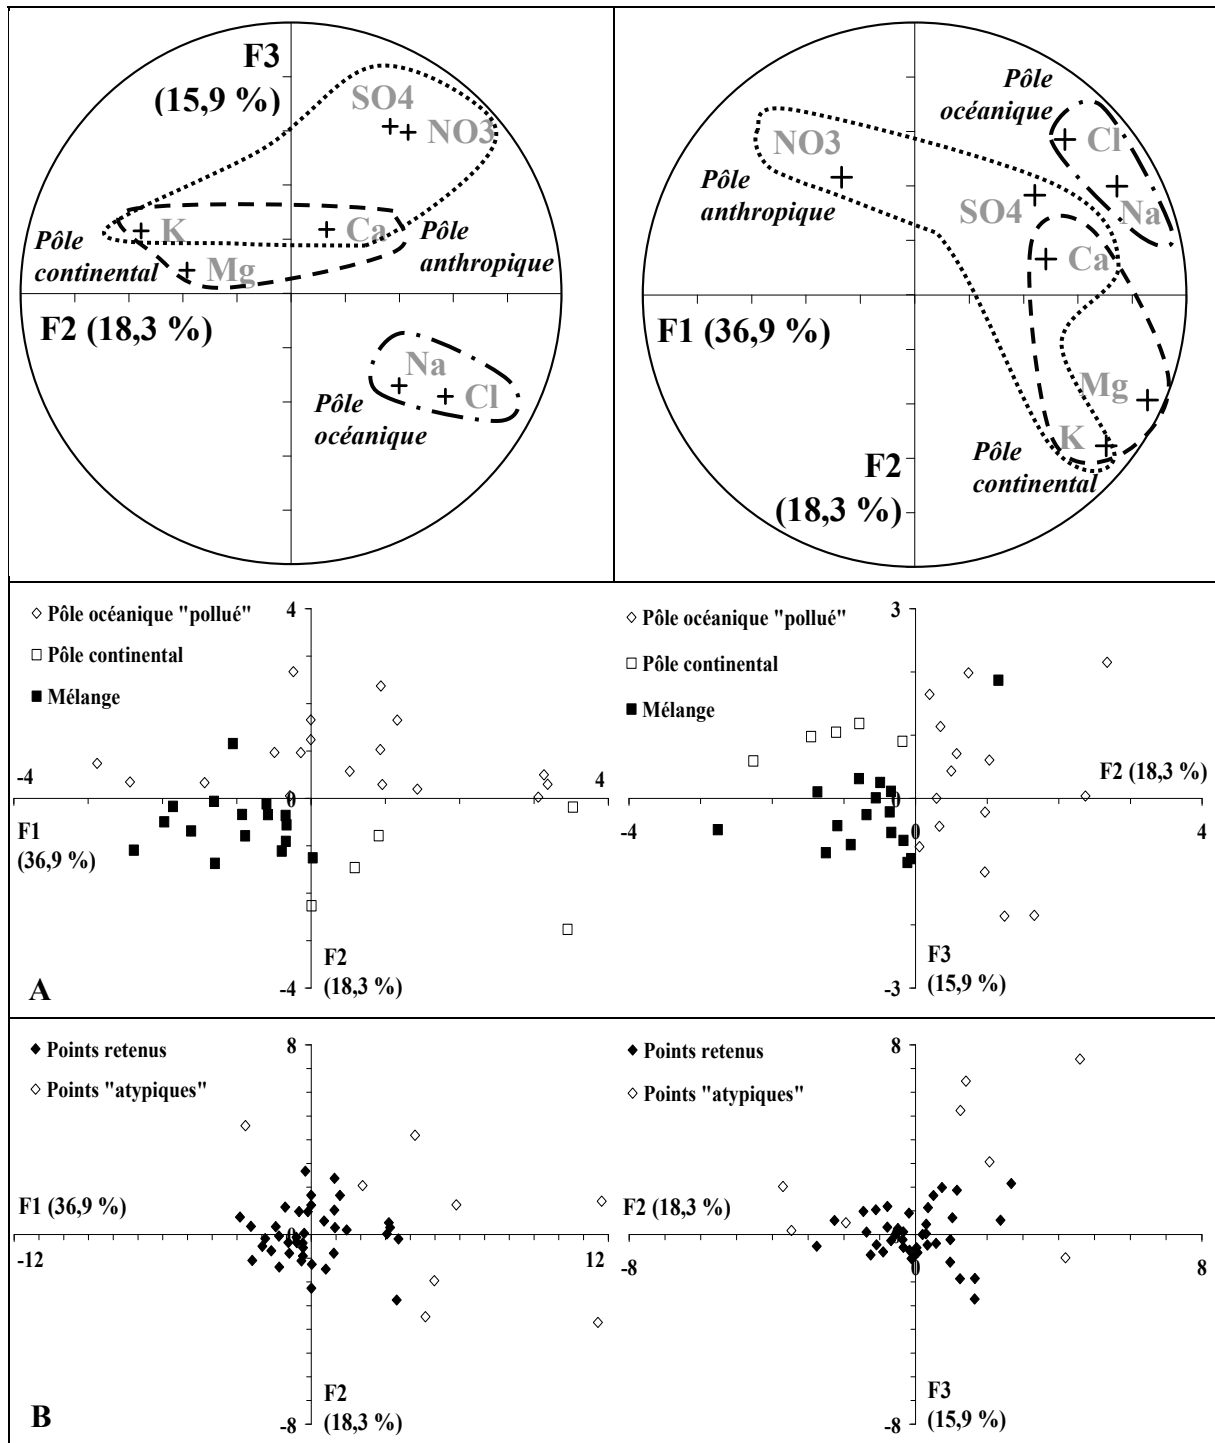 F3
(15,9 %)
SO4
NO3
K
Ca
Pôle
continental
Mg
Pôle
anthropique
F2 (18,3 %)
Na
Cl
Pôle
océanique
Pôle
océanique
Cl
NO3
Pôle
anthropique
SO4
Na
Ca
F1 (36,9 %)
Mg
K
F2
(18,3 %)
Pôle
continental
Pôle océanique "pollué"
Pôle continental
Mélange
4
-4
4
0
F1
(36,9 %)
F2
(18,3 %)
-4
A
Pôle océanique "pollué"
Pôle continental
Mélange
3
F2 (18,3 %)
-4
0
4
F3
(15,9 %)
-3
Points retenus
Points "atypiques"
8
F1 (36,9 %)
0
-12
12
F2
(18,3 %)
-8
B
Points retenus
Points "atypiques"
8
F2 (18,3 %)
-8
0
8
F3
(15,9 %)
-8